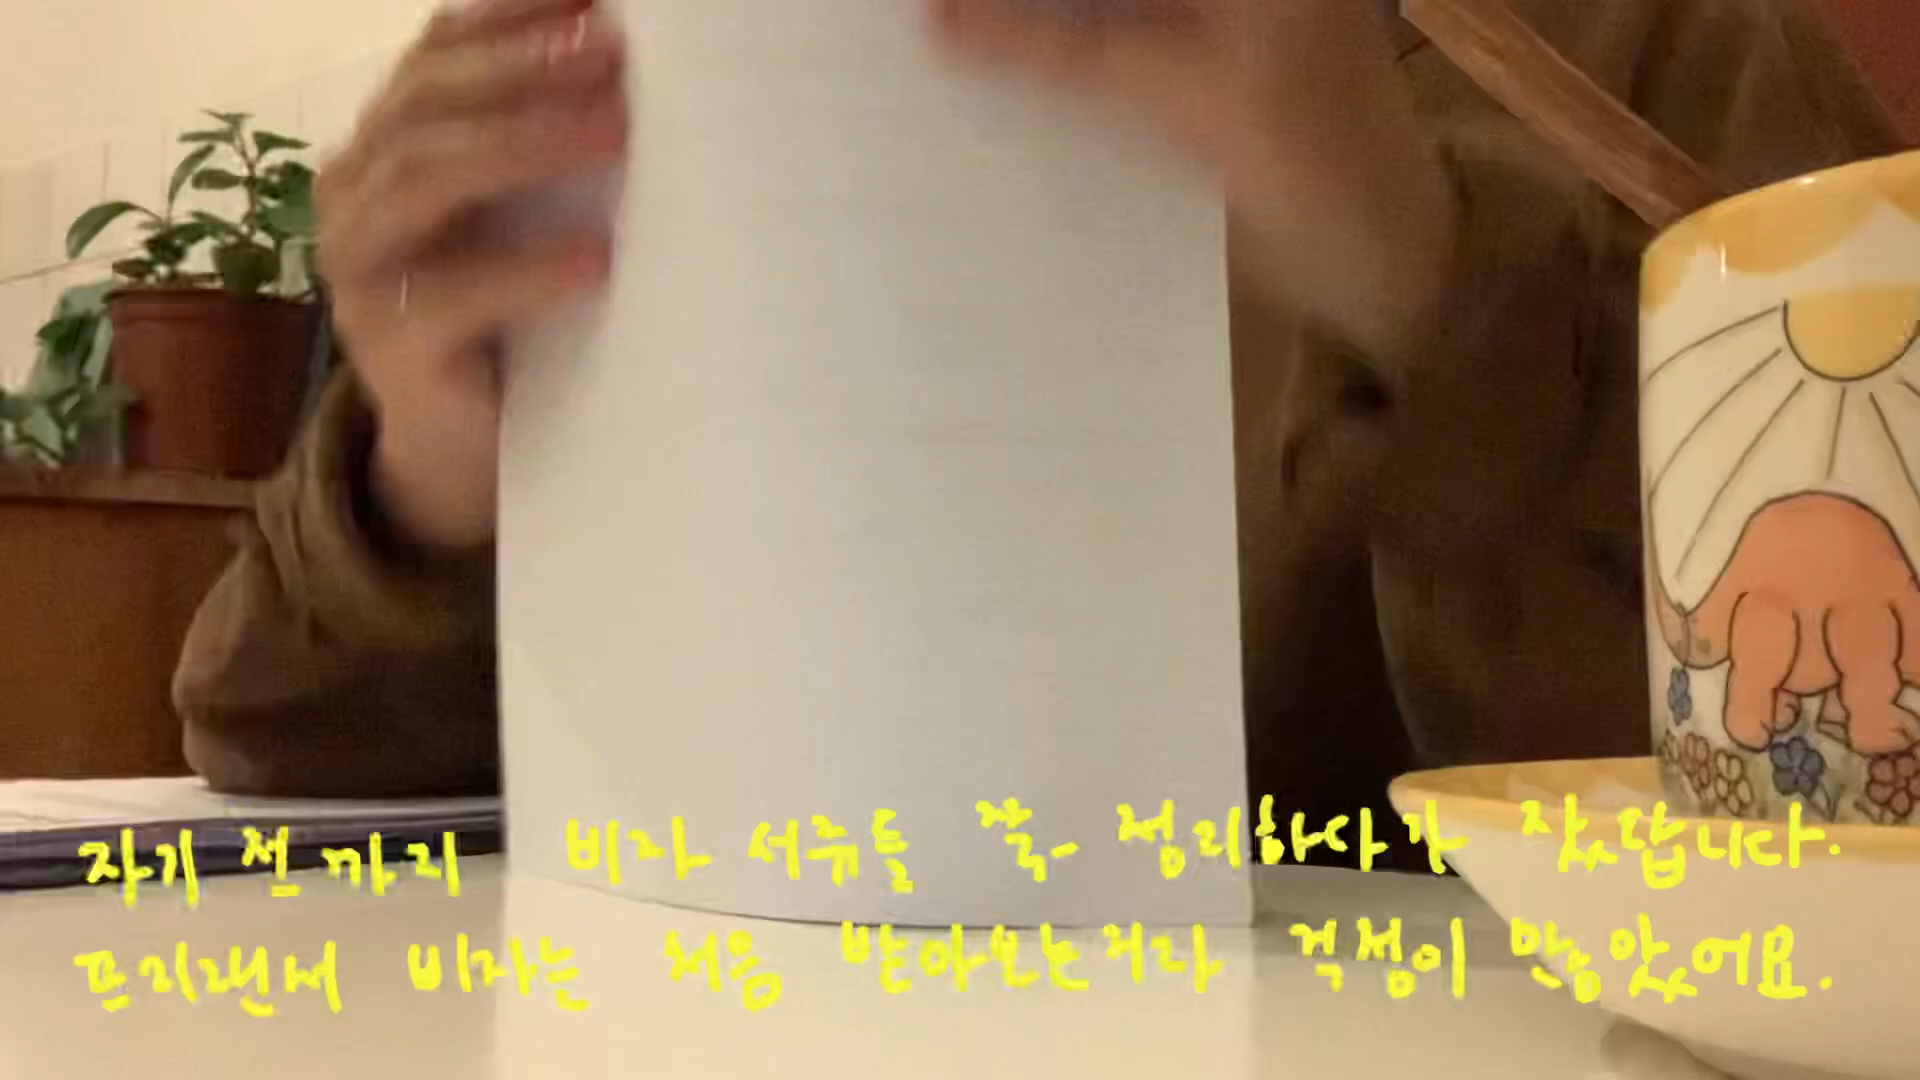 자기 전까지 비자 서류들 쭉- 정리하다가 잤답니다.
프리랜서 비자는 처음 받아보는거라 걱정이 많았어요.